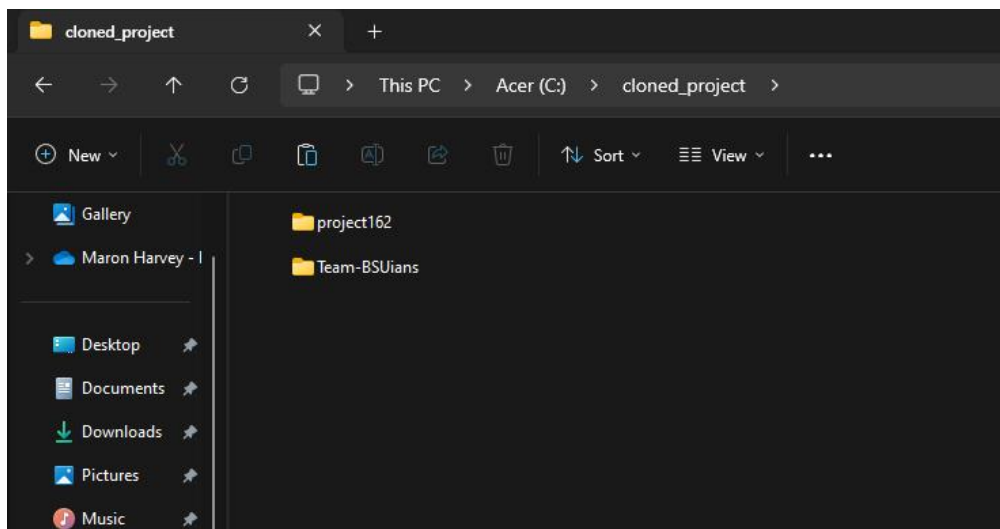 cloned_project
This PC > Acer (C:) > cloned_project >
New Sort View
Gallery
project162
Maron Harvey -
Team-BSUians
Desktop
Documents
Downloads
Pictures
Music